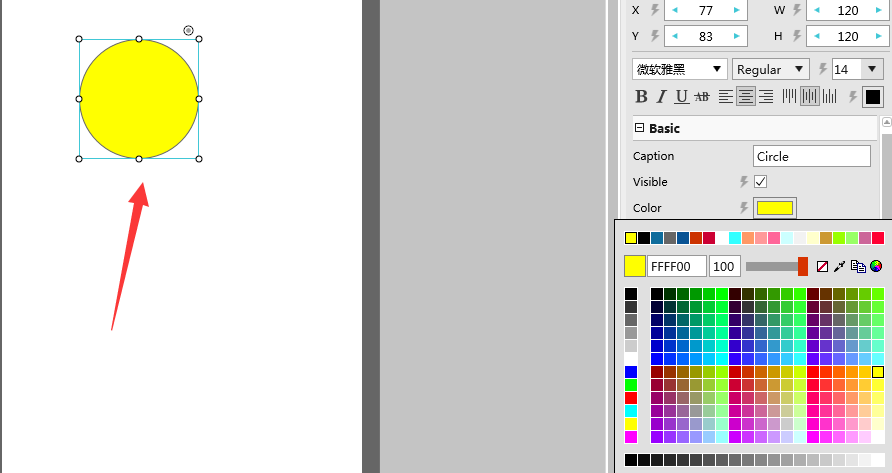 X 77 W 120
Y 83 H 120
微软雅黑 Regular 14
B I U AB
Basic
Caption Circle
Visible
Color
FFFF00 100